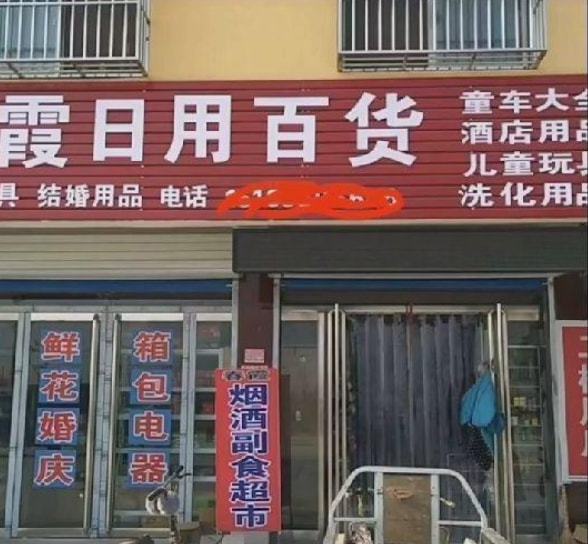 霞日用百货
童车大全
酒店用品
儿童玩具
洗化用品
具 结婚用品 电话
鲜花婚庆
箱包电器
春霞
烟酒副食超市